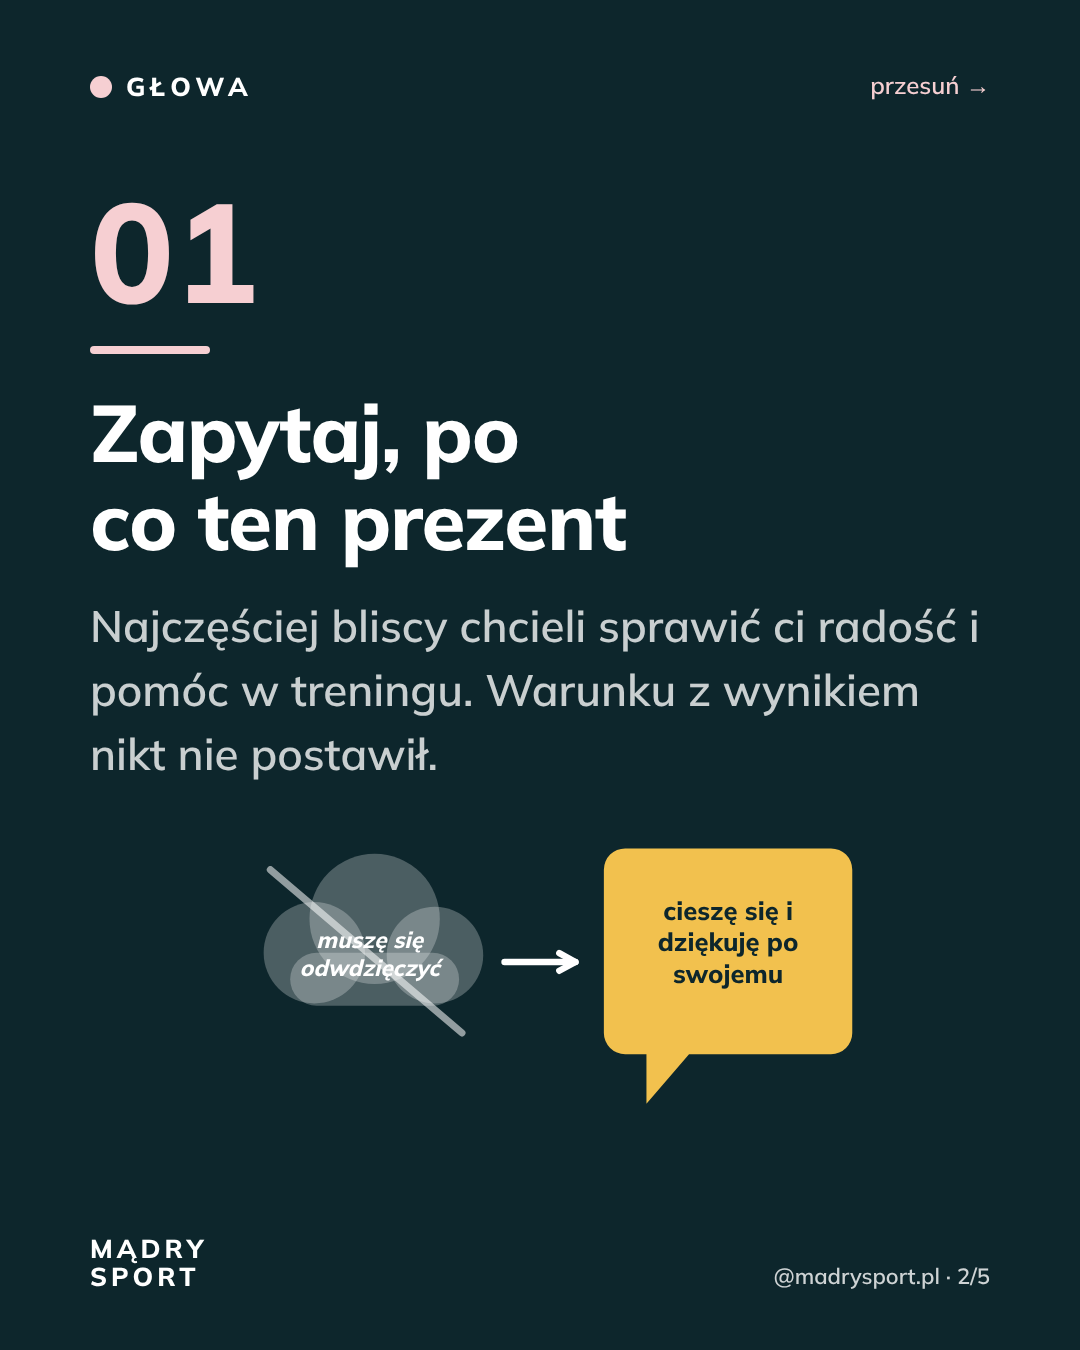 GŁOWA
przesuń →
01
Zapytaj, po
co ten prezent
Najczęściej bliscy chcieli sprawić ci radość i
pomóc w treningu. Warunku z wynikiem
nikt nie postawił.
muszę się
odwdzięczyć
cieszę się i
dziękuję po
swojemu
MĄDRY
SPORT
@madrysport.pl · 2/5